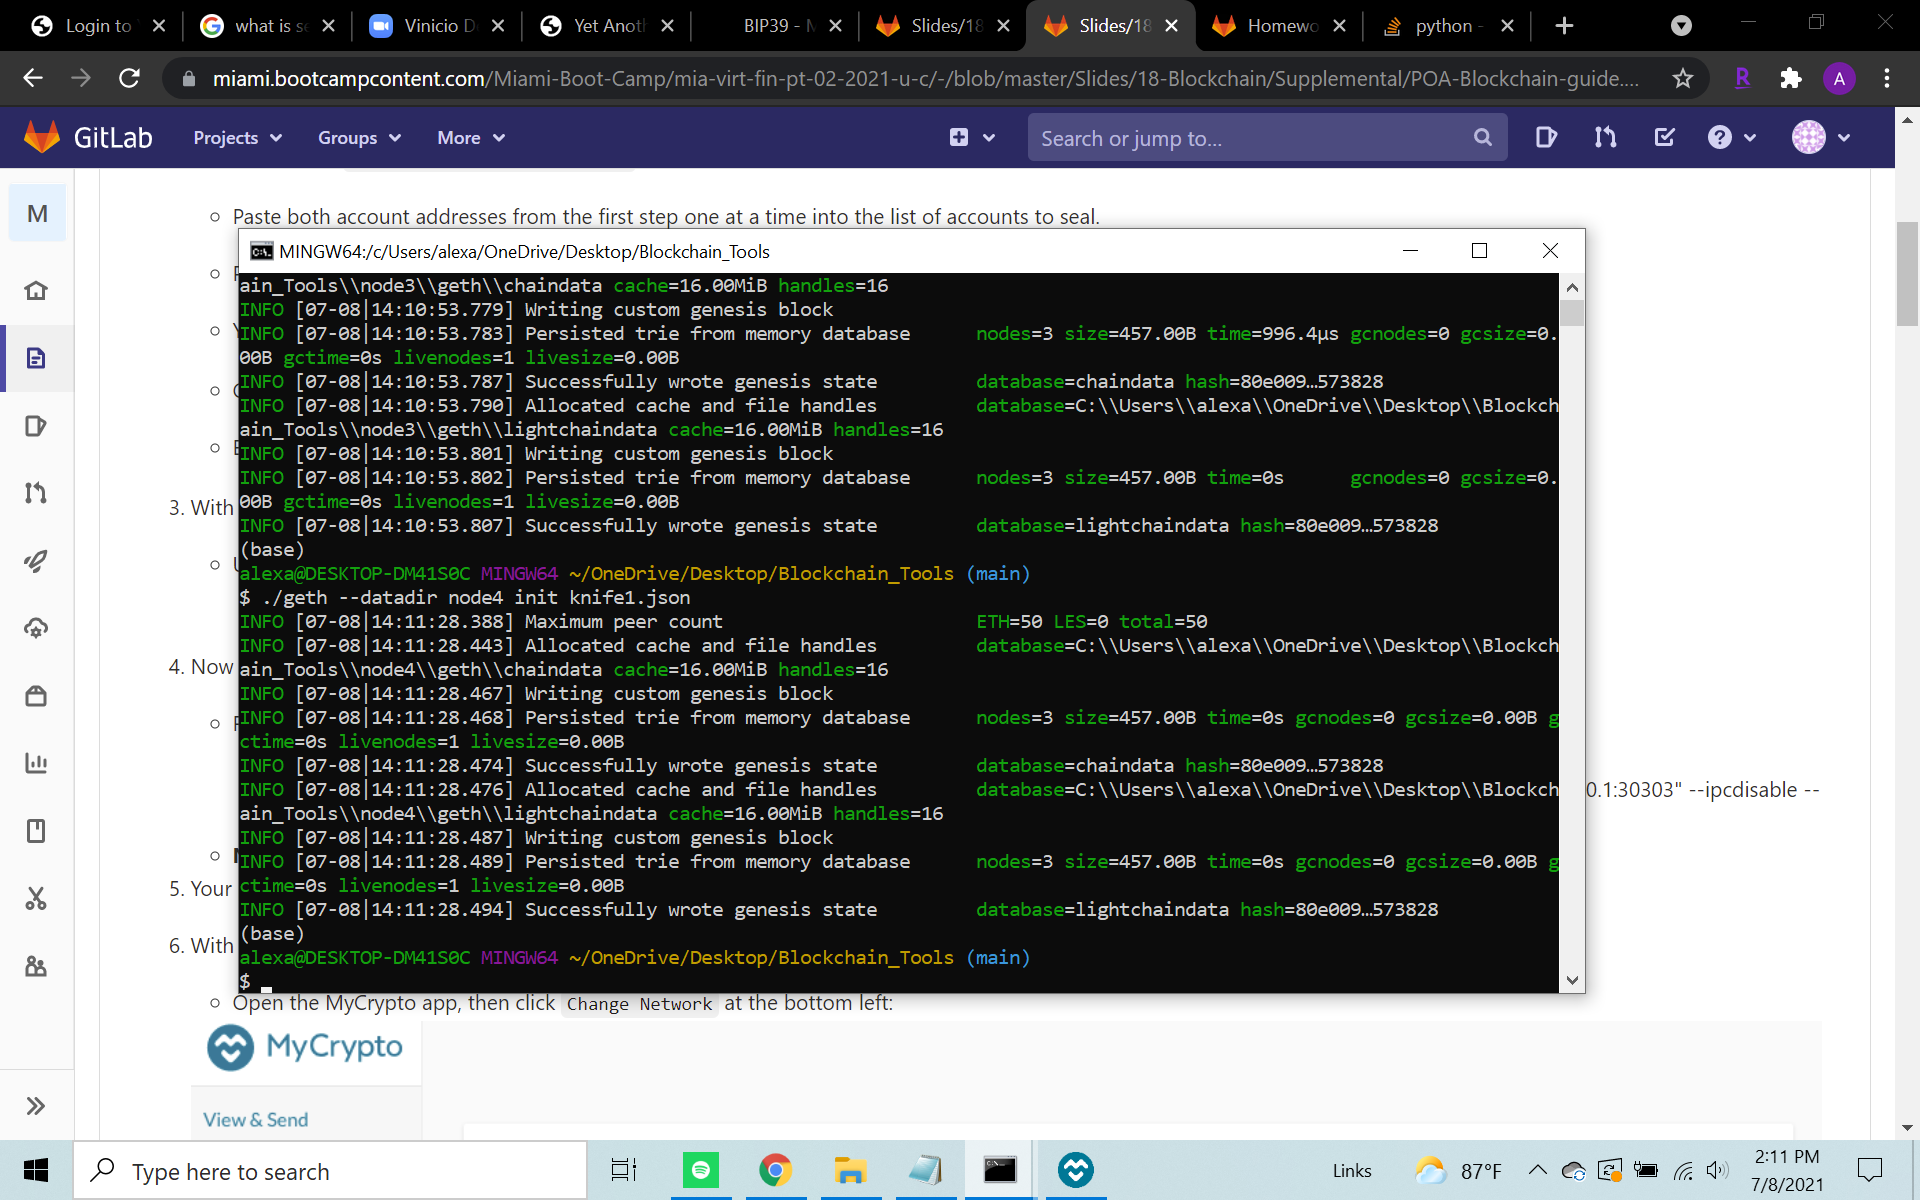 Login to
what is se
Vinicio D
Yet Anoth
BIP39 - M
Slides/18
Slides/18
Homewo
python -
miami.bootcampcontent.com/Miami-Boot-Camp/mia-virt-fin-pt-02-2021-u-c/-/blob/master/Slides/18-Blockchain/Supplemental/POA-Blockchain-guide....
R
A
GitLab
Projects
Groups
More
Search or jump to...
M
Paste both account addresses from the first step one at a time into the list of accounts to seal.
MINGW64:/c/Users/alexa/OneDrive/Desktop/Blockchain_Tools
ain_Tools\\node3\\geth\\chaindata cache=16.00MiB handles=16
INFO [07-08|14:10:53.779] Writing custom genesis block
INFO [07-08|14:10:53.783] Persisted trie from memory database nodes=3 size=457.00B time=996.4µs gcnodes=0 gcsize=0.
00B gctime=0s livenodes=1 livesize=0.00B
INFO [07-08|14:10:53.787] Successfully wrote genesis state database=chaindata hash=80e009…573828
INFO [07-08|14:10:53.790] Allocated cache and file handles database=C:\\Users\\alexa\\OneDrive\\Desktop\\Blockch
ain_Tools\\node3\\geth\\lightchaindata cache=16.00MiB handles=16
INFO [07-08|14:10:53.801] Writing custom genesis block
INFO [07-08|14:10:53.802] Persisted trie from memory database nodes=3 size=457.00B time=0s gcnodes=0 gcsize=0.
00B gctime=0s livenodes=1 livesize=0.00B
3. With
INFO [07-08|14:10:53.807] Successfully wrote genesis state database=lightchaindata hash=80e009…573828
(base)
alexa@DESKTOP-DM41S0C MINGW64 ~/OneDrive/Desktop/Blockchain_Tools (main)
$ ./geth --datadir node4 init knife1.json
INFO [07-08|14:11:28.388] Maximum peer count ETH=50 LES=0 total=50
INFO [07-08|14:11:28.443] Allocated cache and file handles database=C:\\Users\\alexa\\OneDrive\\Desktop\\Blockch
4. Now
ain_Tools\\node4\\geth\\chaindata cache=16.00MiB handles=16
INFO [07-08|14:11:28.467] Writing custom genesis block
INFO [07-08|14:11:28.468] Persisted trie from memory database nodes=3 size=457.00B time=0s gcnodes=0 gcsize=0.00B g
ctime=0s livenodes=1 livesize=0.00B
INFO [07-08|14:11:28.474] Successfully wrote genesis state database=chaindata hash=80e009…573828
INFO [07-08|14:11:28.476] Allocated cache and file handles database=C:\\Users\\alexa\\OneDrive\\Desktop\\Blockch
0.1:30303" --ipcdisable --
ain_Tools\\node4\\geth\\lightchaindata cache=16.00MiB handles=16
INFO [07-08|14:11:28.487] Writing custom genesis block
INFO [07-08|14:11:28.489] Persisted trie from memory database nodes=3 size=457.00B time=0s gcnodes=0 gcsize=0.00B g
5. Your
ctime=0s livenodes=1 livesize=0.00B
INFO [07-08|14:11:28.494] Successfully wrote genesis state database=lightchaindata hash=80e009…573828
(base)
6. With
alexa@DESKTOP-DM41S0C MINGW64 ~/OneDrive/Desktop/Blockchain_Tools (main)
$
Open the MyCrypto app, then click Change Network at the bottom left:
MyCrypto
View & Send
Type here to search
Links
87°F
2:11 PM
7/8/2021